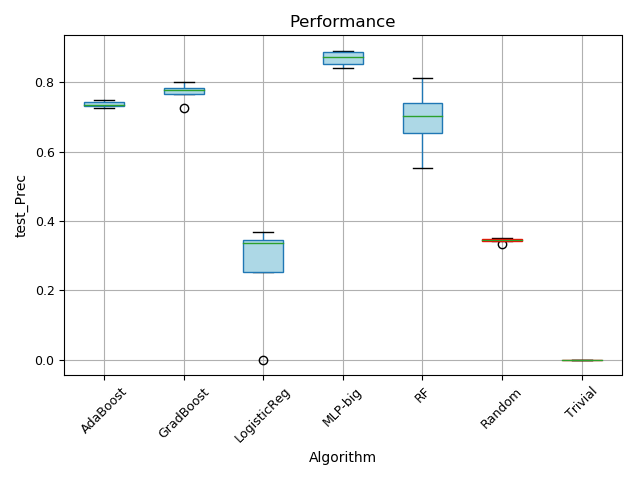 Performance
test_Prec
0.8
0.6
0.4
0.2
0.0
AdaBoost
GradBoost
LogisticReg
MLP-big
RF
Random
Trivial
Algorithm